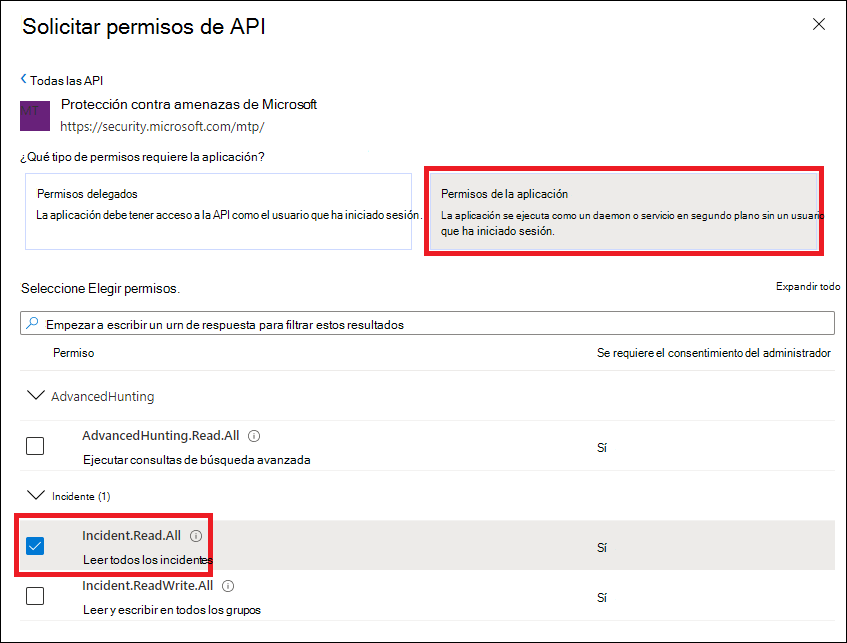 Solicitar permisos de API
Todas las API
MT
Protección contra amenazas de Microsoft
https://security.microsoft.com/mtp/
¿Qué tipo de permisos requiere la aplicación?
Permisos delegados
La aplicación debe tener acceso a la API como el usuario que ha iniciado sesión.
Permisos de la aplicación
La aplicación se ejecuta como un daemon o servicio en segundo plano sin un usuario
que ha iniciado sesión.
Seleccione Elegir permisos.
Expandir todo
Empezar a escribir un urn de respuesta para filtrar estos resultados
Permiso
Se requiere el consentimiento del administrador
AdvancedHunting
AdvancedHunting.Read.All
Ejecutar consultas de búsqueda avanzada
Sí
Incidente (1)
Incident.Read.All
Leer todos los incidentes
Sí
Incident.ReadWrite.All
Leer y escribir en todos los grupos
Sí